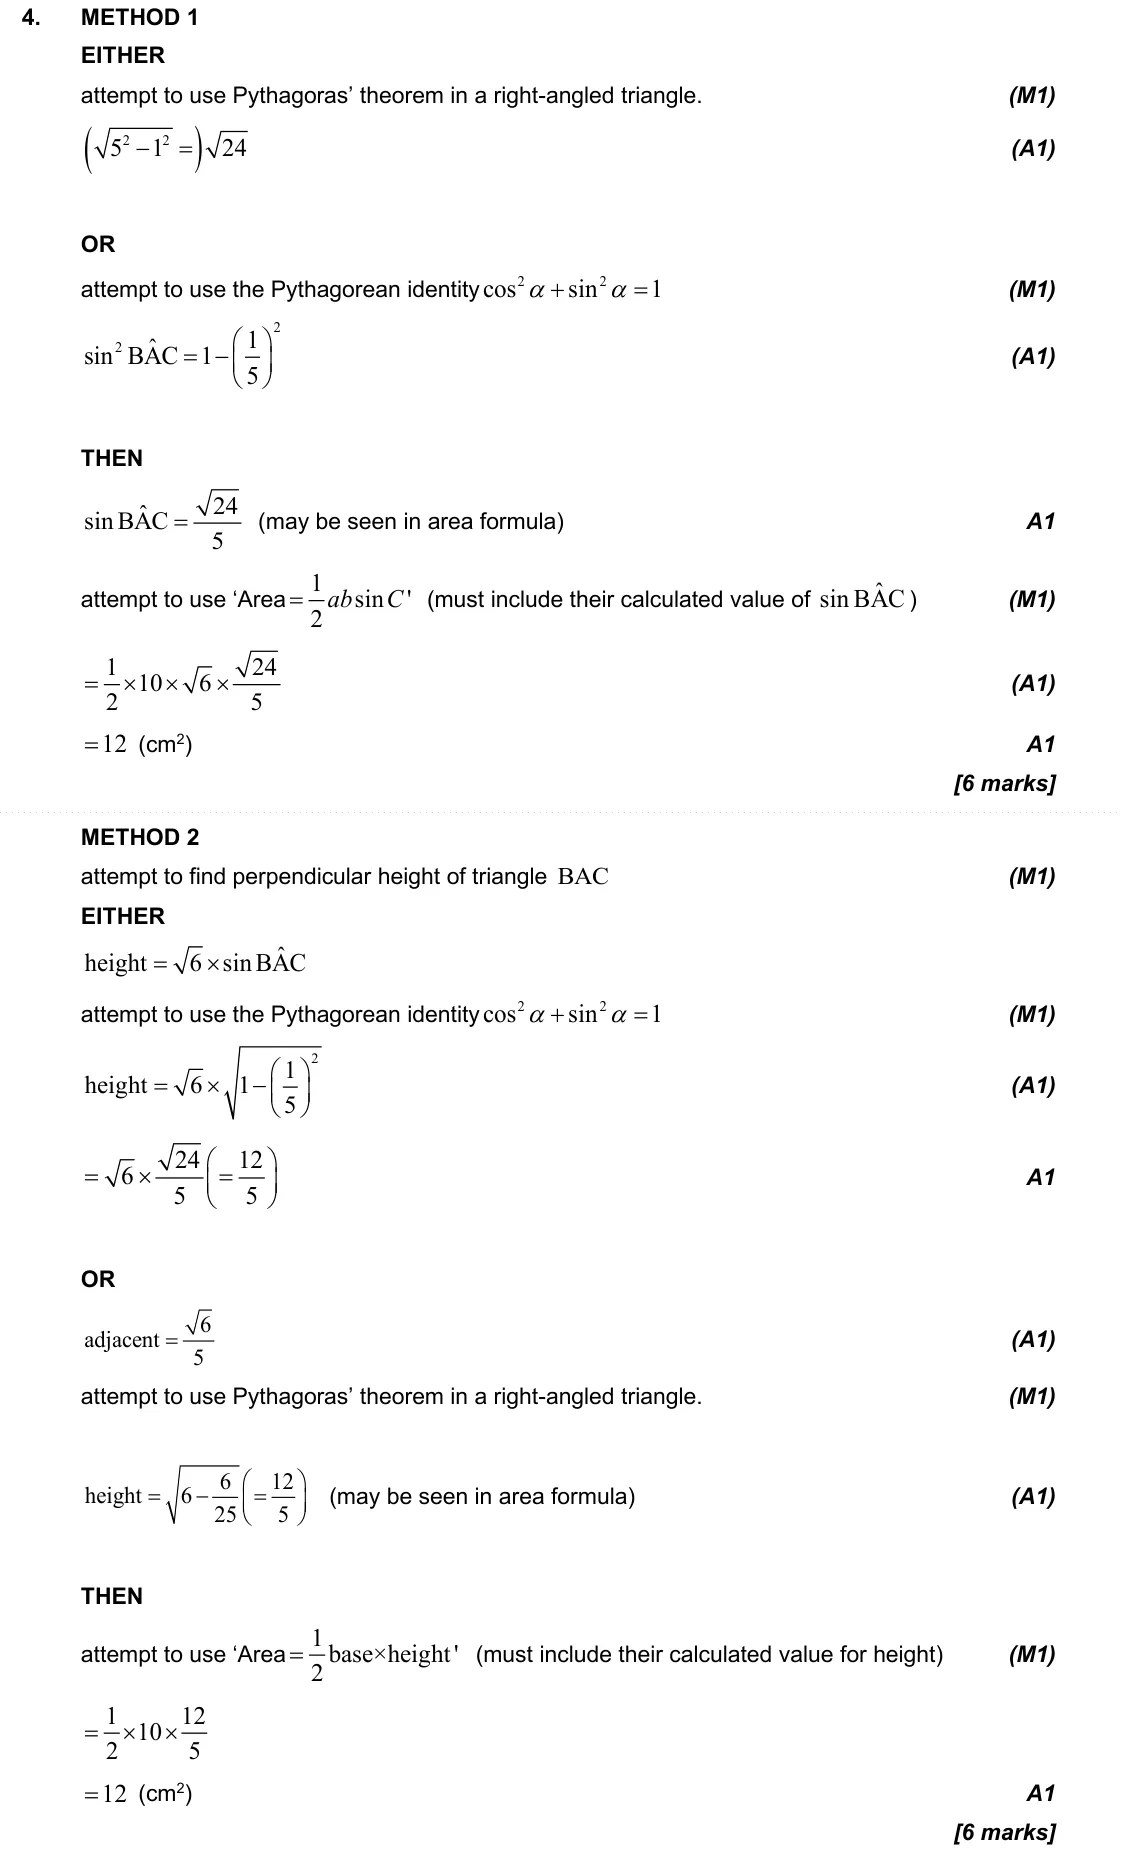 4. METHOD 1
EITHER
attempt to use Pythagoras’ theorem in a right-angled triangle. (M1)
(√(5² − 1²) =)√24 (A1)
OR
attempt to use the Pythagorean identity cos² α + sin² α = 1 (M1)
sin² BÂC = 1 − (1/5)² (A1)
THEN
sin BÂC = √24/5 (may be seen in area formula) A1
attempt to use ‘Area = 1/2 ab sin C' (must include their calculated value of sin BÂC) (M1)
= 1/2 × 10 × √6 × √24/5 (A1)
= 12 (cm²) A1
[6 marks]
METHOD 2
attempt to find perpendicular height of triangle BAC (M1)
EITHER
height = √6 × sin BÂC
attempt to use the Pythagorean identity cos² α + sin² α = 1 (M1)
height = √6 × √(1 − (1/5)²) (A1)
= √6 × √24/5 (= 12/5) A1
OR
adjacent = √6/5 (A1)
attempt to use Pythagoras’ theorem in a right-angled triangle. (M1)
height = √(6 − 6/25) (= 12/5) (may be seen in area formula) (A1)
THEN
attempt to use ‘Area = 1/2 base×height' (must include their calculated value for height) (M1)
= 1/2 × 10 × 12/5
= 12 (cm²) A1
[6 marks]